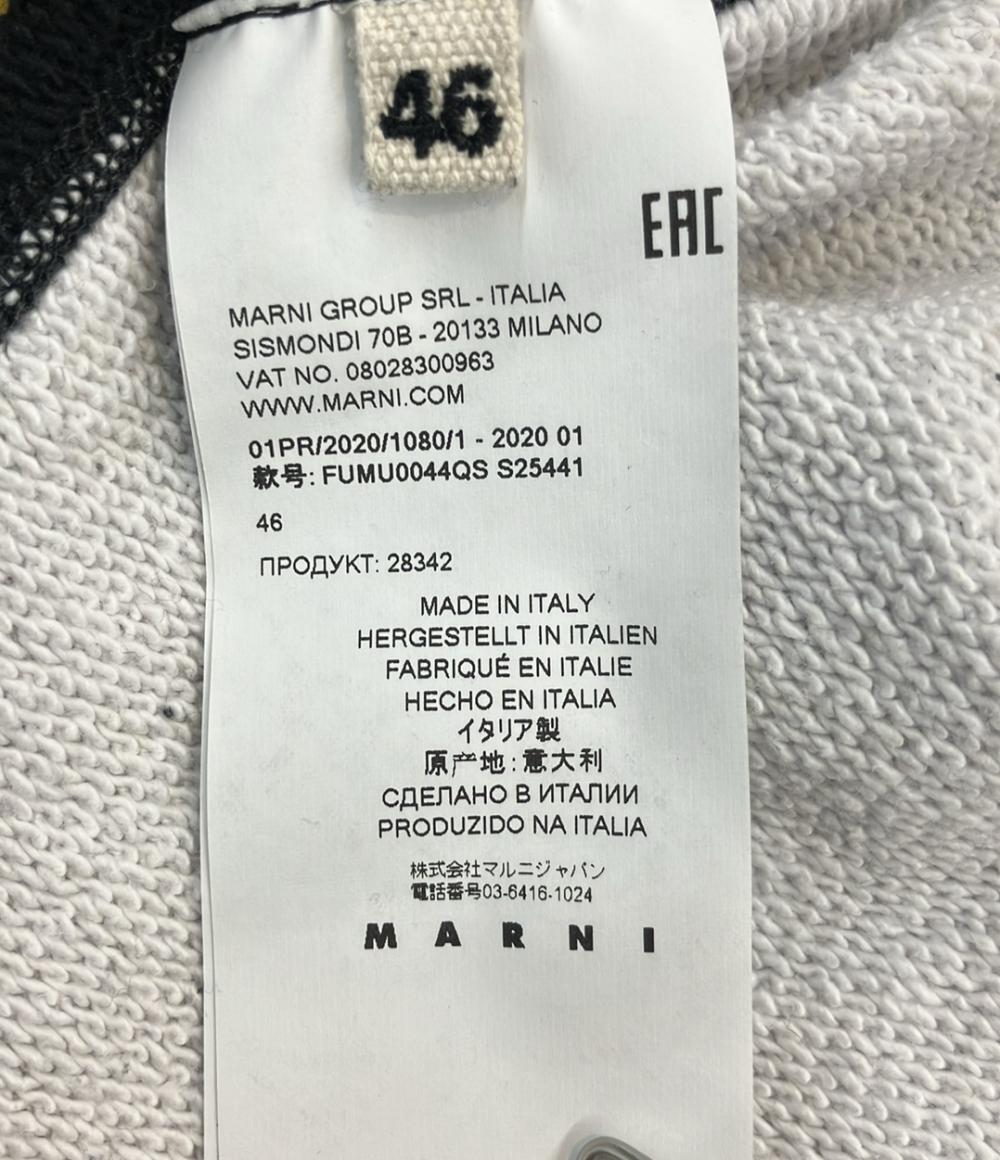 46
EAC
MARNI GROUP SRL - ITALIA
SISMONDI 70B - 20133 MILANO
VAT NO. 08028300963
WWW.MARNI.COM
01PR/2020/1080/1 - 2020 01
款号: FUMU0044QS S25441
46
ПРОДУКТ: 28342
MADE IN ITALY
HERGESTELLT IN ITALIEN
FABRIQUÉ EN ITALIE
HECHO EN ITALIA
イタリア製
原产地: 意大利
СДЕЛАНО В ИТАЛИИ
PRODUZIDO NA ITALIA
株式会社マルニジャパン
電話番号03-6416-1024
MARNI